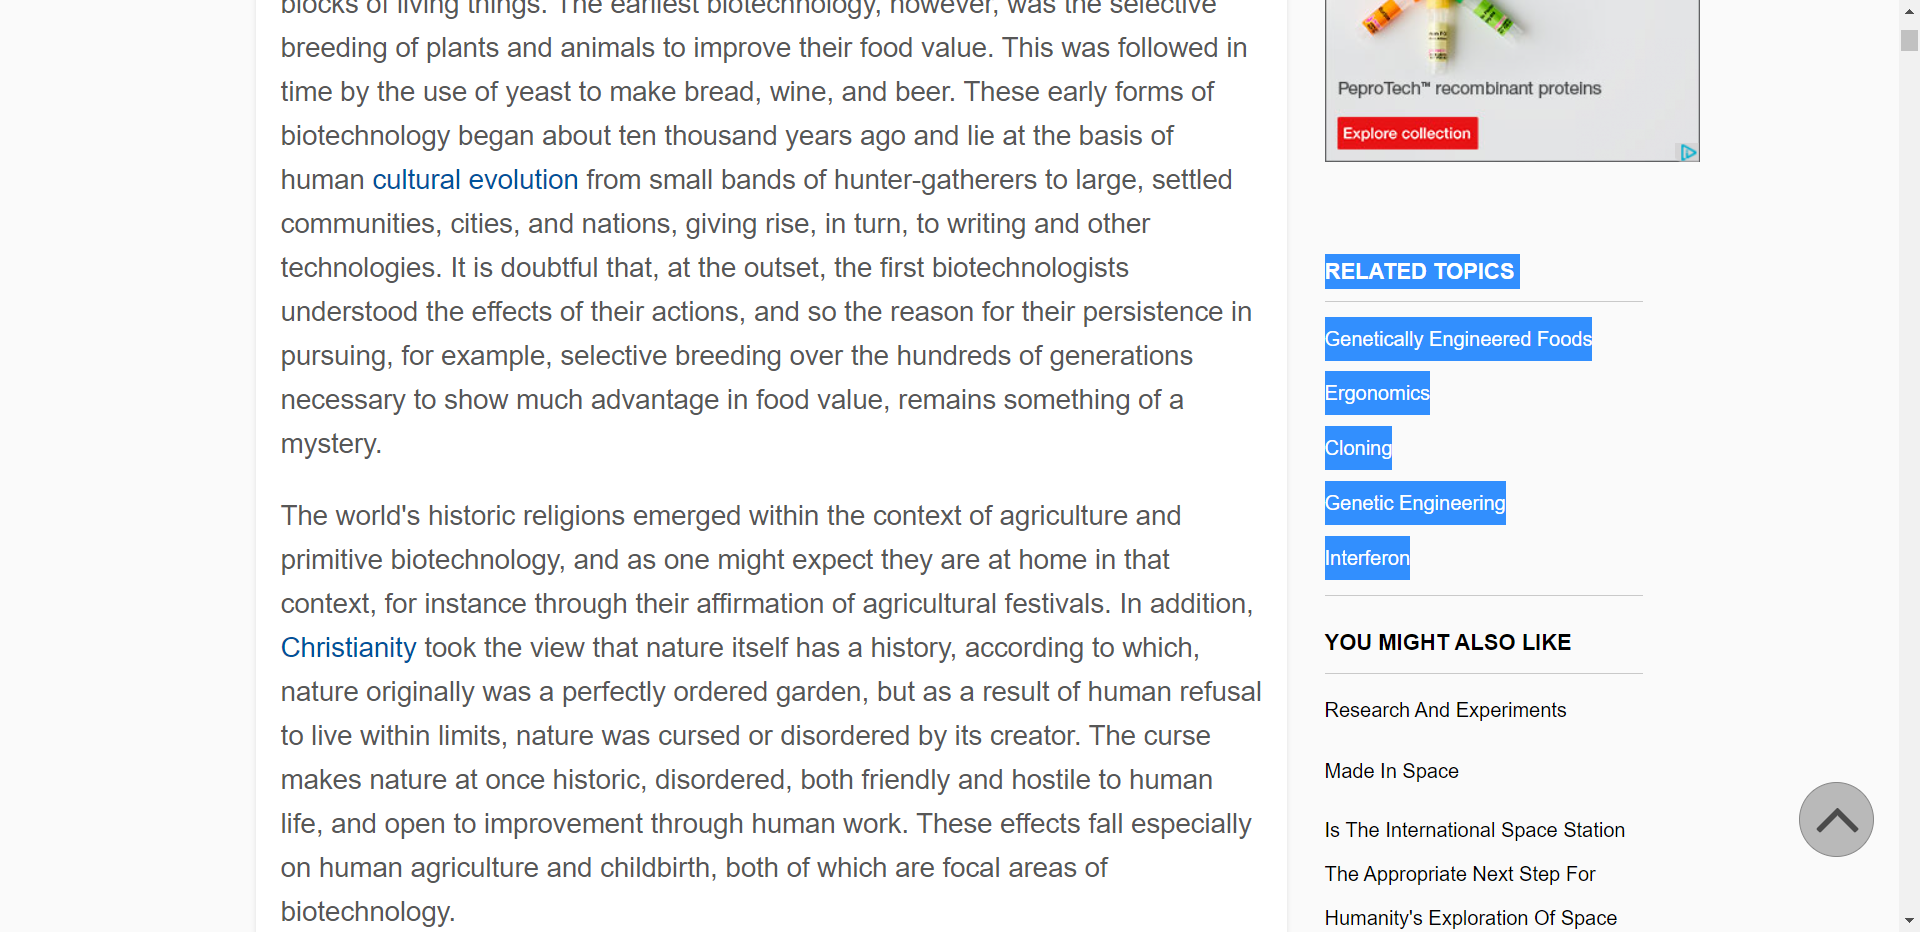 blocks of living things. The earliest biotechnology, however, was the selective
breeding of plants and animals to improve their food value. This was followed in
time by the use of yeast to make bread, wine, and beer. These early forms of
biotechnology began about ten thousand years ago and lie at the basis of
human cultural evolution from small bands of hunter-gatherers to large, settled
communities, cities, and nations, giving rise, in turn, to writing and other
technologies. It is doubtful that, at the outset, the first biotechnologists
understood the effects of their actions, and so the reason for their persistence in
pursuing, for example, selective breeding over the hundreds of generations
necessary to show much advantage in food value, remains something of a
mystery.
The world's historic religions emerged within the context of agriculture and
primitive biotechnology, and as one might expect they are at home in that
context, for instance through their affirmation of agricultural festivals. In addition,
Christianity took the view that nature itself has a history, according to which,
nature originally was a perfectly ordered garden, but as a result of human refusal
to live within limits, nature was cursed or disordered by its creator. The curse
makes nature at once historic, disordered, both friendly and hostile to human
life, and open to improvement through human work. These effects fall especially
on human agriculture and childbirth, both of which are focal areas of
biotechnology.
PeproTech™ recombinant proteins
Explore collection
RELATED TOPICS
Genetically Engineered Foods
Ergonomics
Cloning
Genetic Engineering
Interferon
YOU MIGHT ALSO LIKE
Research And Experiments
Made In Space
Is The International Space Station
The Appropriate Next Step For
Humanity's Exploration Of Space